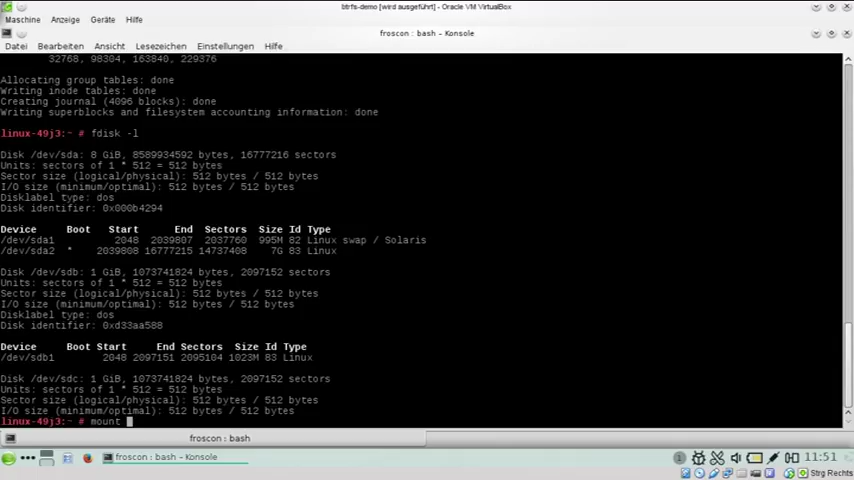 btrfs-demo [wird ausgeführt] - Oracle VM VirtualBox
Maschine Anzeige Geräte Hilfe
froscon : bash - Konsole
Datei Bearbeiten Ansicht Lesezeichen Einstellungen Hilfe
32768, 98304, 163840, 229376
Allocating group tables: done
Writing inode tables: done
Creating journal (4096 blocks): done
Writing superblocks and filesystem accounting information: done
linux-49j3:~ # fdisk -l
Disk /dev/sda: 8 GiB, 8589934592 bytes, 16777216 sectors
Units: sectors of 1 * 512 = 512 bytes
Sector size (logical/physical): 512 bytes / 512 bytes
I/O size (minimum/optimal): 512 bytes / 512 bytes
Disklabel type: dos
Disk identifier: 0x000b4294
Device Boot Start End Sectors Size Id Type
/dev/sda1 2048 2039807 2037760 995M 82 Linux swap / Solaris
/dev/sda2 * 2039808 16777215 14737408 7G 83 Linux
Disk /dev/sdb: 1 GiB, 1073741824 bytes, 2097152 sectors
Units: sectors of 1 * 512 = 512 bytes
Sector size (logical/physical): 512 bytes / 512 bytes
I/O size (minimum/optimal): 512 bytes / 512 bytes
Disklabel type: dos
Disk identifier: 0xd33aa588
Device Boot Start End Sectors Size Id Type
/dev/sdb1 2048 2097151 2095104 1023M 83 Linux
Disk /dev/sdc: 1 GiB, 1073741824 bytes, 2097152 sectors
Units: sectors of 1 * 512 = 512 bytes
Sector size (logical/physical): 512 bytes / 512 bytes
I/O size (minimum/optimal): 512 bytes / 512 bytes
linux-49j3:~ # mount
froscon : bash
froscon : bash - Konsole
11:51
Strg Rechts